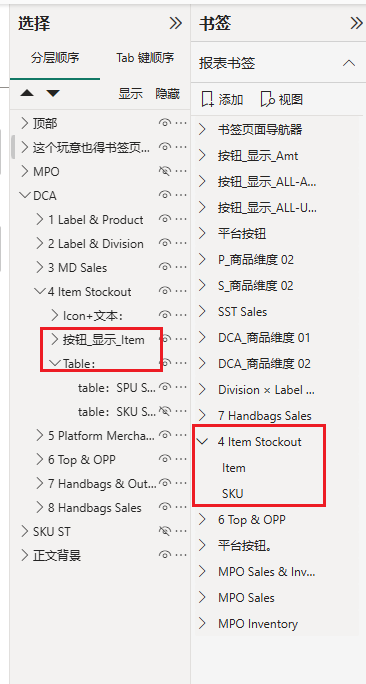 选择
分层顺序 Tab 键顺序
显示 隐藏
顶部
这个玩意也得书签页...
MPO
DCA
1 Label & Product
2 Label & Division
3 MD Sales
4 Item Stockout
Icon+文本:
按钮_显示_Item
Table:
table: SPU S...
table: SKU S...
5 Platform Mercha...
6 Top & OPP
7 Handbags & Out...
8 Handbags Sales
SKU ST
正文背景
书签
报表书签
添加 视图
书签页面导航器
按钮_显示_Amt
按钮_显示_ALL-A...
按钮_显示_ALL-U...
平台按钮
P_商品维度 02
S_商品维度 02
SST Sales
DCA_商品维度 01
DCA_商品维度 02
Division × Label ...
7 Handbags Sales
4 Item Stockout
Item
SKU
6 Top & OPP
平台按钮。
MPO Sales & Inv...
MPO Sales
MPO Inventory